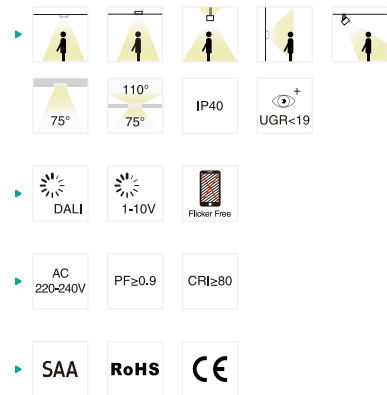 75°
110°
75°
IP40
+
UGR<19
DALI
1-10V
Flicker Free
AC
220-240V
PF≥0.9
CRI≥80
SAA
RoHS
CE